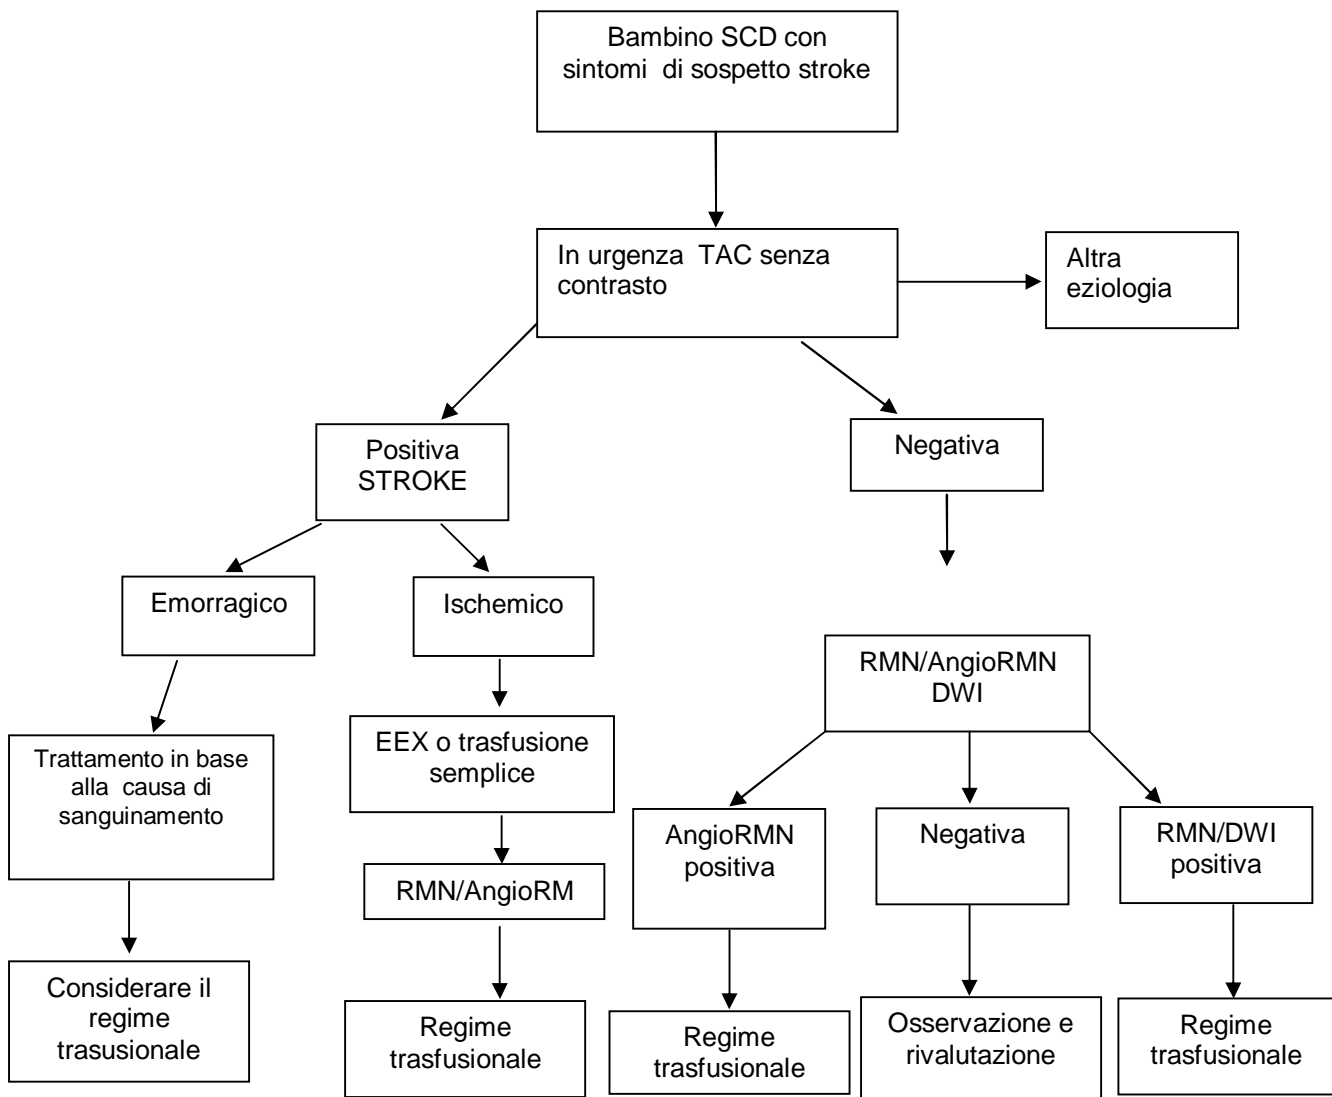 Bambino SCD con
sintomi di sospetto stroke
In urgenza TAC senza
contrasto
Altra
eziologia
Positiva
STROKE
Negativa
Emorragico
Ischemico
RMN/AngioRMN
DWI
Trattamento in base
alla causa di
sanguinamento
EEX o trasfusione
semplice
AngioRMN
positiva
Negativa
RMN/DWI
positiva
RMN/AngioRM
Considerare il
regime
trasusionale
Regime
trasfusionale
Regime
trasfusionale
Osservazione e
rivalutazione
Regime
trasfusionale